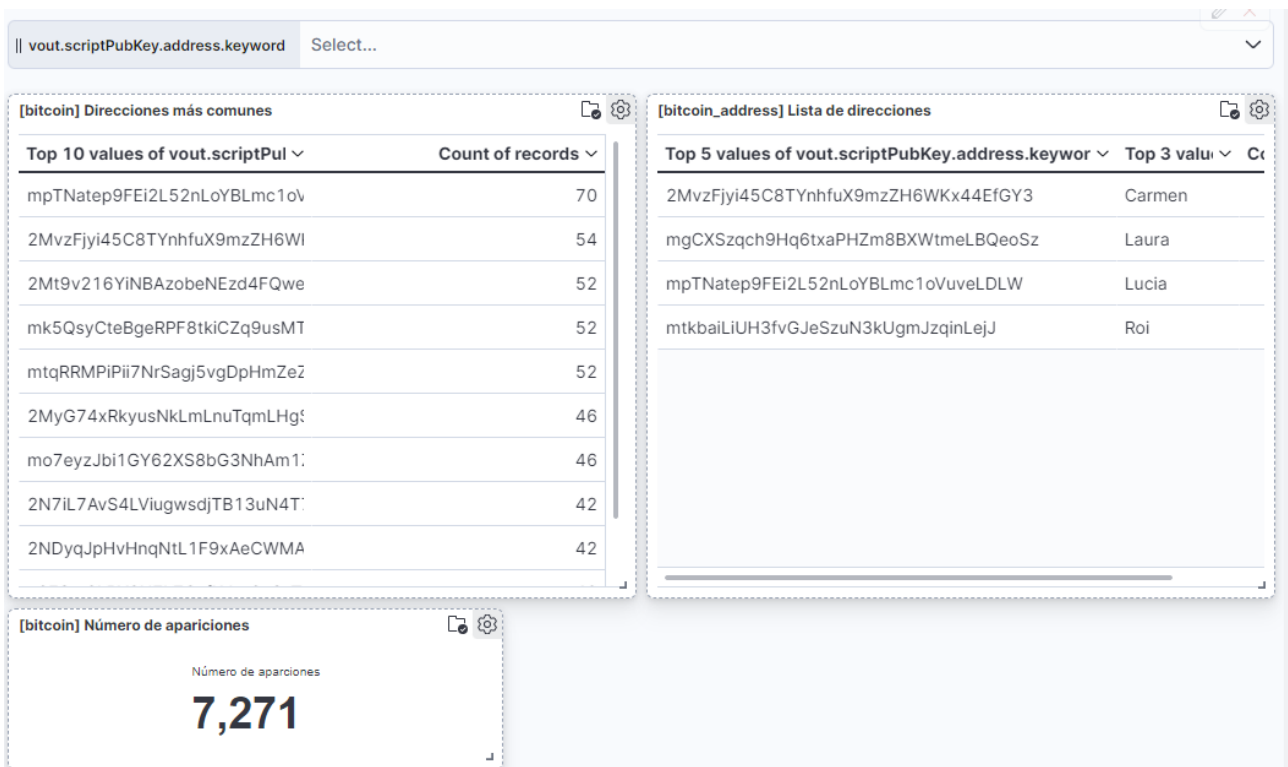 vout.scriptPubKey.address.keyword Select...
[bitcoin] Direcciones más comunes
Top 10 values of vout.scriptPul Count of records
mpTNatep9FEi2L52nLoYBLmc1oV 70
2MvzFjyi45C8TYnhfuX9mzZH6WI 54
2Mt9v216YiNBAzobeNEzd4FQwe 52
mk5QsyCteBgeRPF8tkiCZq9usMT 52
mtqRRMPiPii7NrSagj5vgDpHmZeZ 52
2MyG74xRkyusNkLmLnuTqmLHgS 46
mo7eyzJbi1GY62XS8bG3NhAm1 46
2N7iL7AvS4LViugwsdjTB13uN4T 42
2NDyqJpHvHnqNtL1F9xAeCWMA 42
[bitcoin_address] Lista de direcciones
Top 5 values of vout.scriptPubKey.address.keywor Top 3 valu Co
2MvzFjyi45C8TYnhfuX9mzZH6WKx44EfGY3 Carmen
mgCXSzqch9Hq6txaPHZm8BXWtmeLBQeoSz Laura
mpTNatep9FEi2L52nLoYBLmc1oVuveLDLW Lucia
mtkbaiLiUH3fvGJeSzuN3kUgmJzqinLejJ Roi
[bitcoin] Número de apariciones
Número de aparciones
7,271